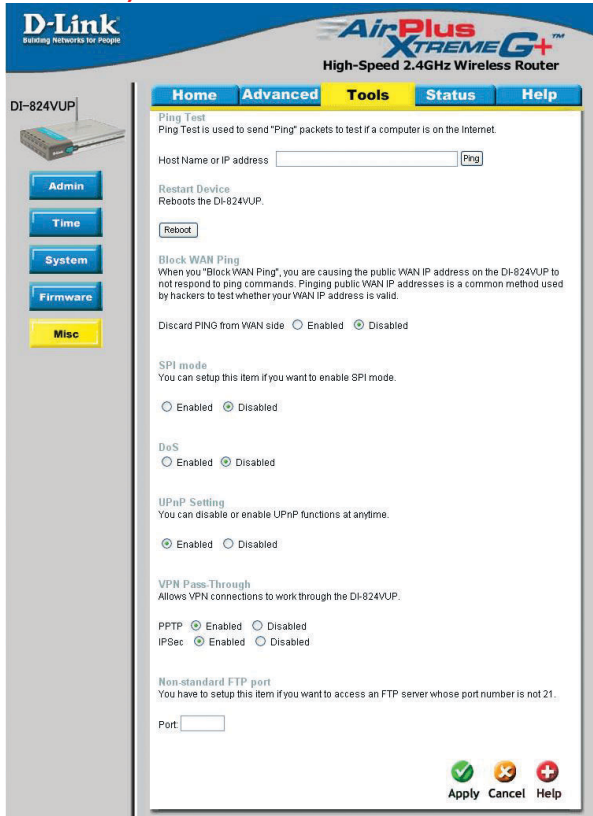 D-Link
Building Networks for People
AirPlus
XTREME G+™
High-Speed 2.4GHz Wireless Router
DI-824VUP
Home Advanced Tools Status Help
Admin
Time
System
Firmware
Misc
Ping Test
Ping Test is used to send "Ping" packets to test if a computer is on the Internet.
Host Name or IP address Ping
Restart Device
Reboots the DI-824VUP.
Reboot
Block WAN Ping
When you "Block WAN Ping", you are causing the public WAN IP address on the DI-824VUP to
not respond to ping commands. Pinging public WAN IP addresses is a common method used
by hackers to test whether your WAN IP address is valid.
Discard PING from WAN side Enabled Disabled
SPI mode
You can setup this item if you want to enable SPI mode.
Enabled Disabled
DoS
Enabled Disabled
UPnP Setting
You can disable or enable UPnP functions at anytime.
Enabled Disabled
VPN Pass-Through
Allows VPN connections to work through the DI-824VUP.
PPTP Enabled Disabled
IPSec Enabled Disabled
Non-standard FTP port
You have to setup this item if you want to access an FTP server whose port number is not 21.
Port:
Apply Cancel Help